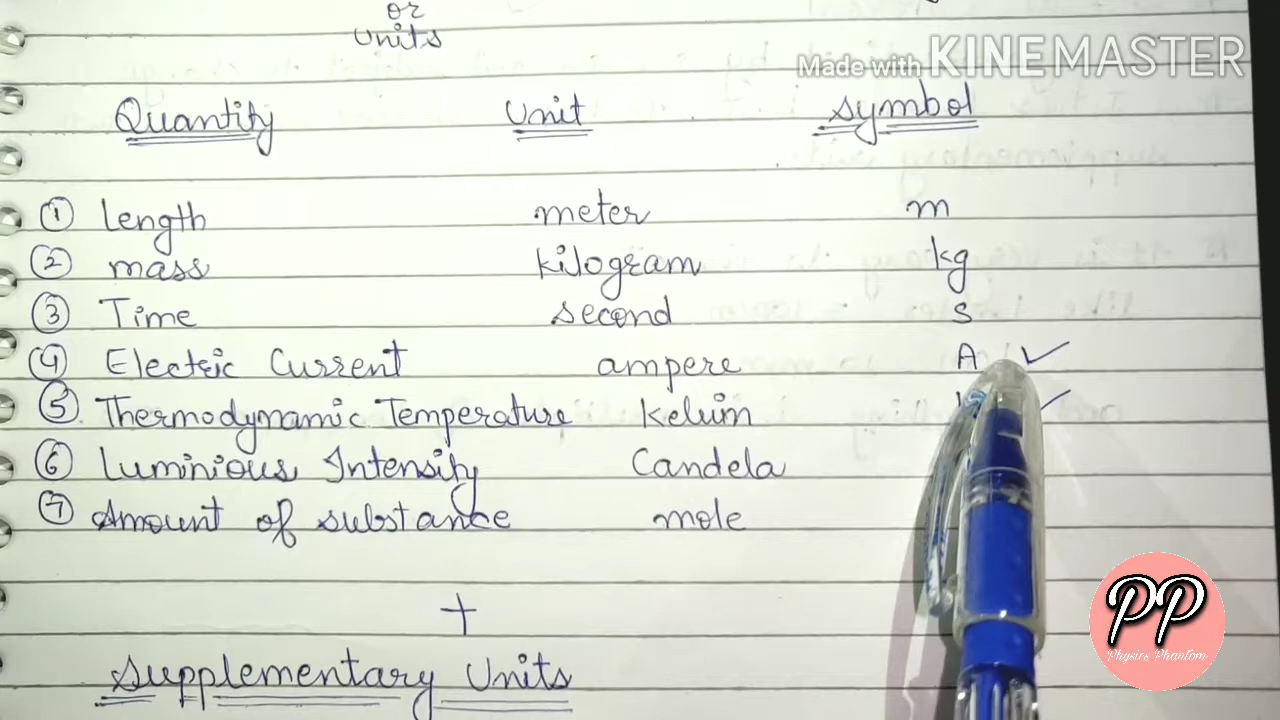 or
Units
Made with KINEMASTER
Quantity Unit Symbol
① Length meter m
② mass kilogram kg
③ Time second s
④ Electric Current ampere A ✓
⑤ Thermodynamic Temperature Kelvin
⑥ Luminious Intensity Candela
⑦ Amount of substance mole
+
Supplementary Units
PP
Physics Phantom